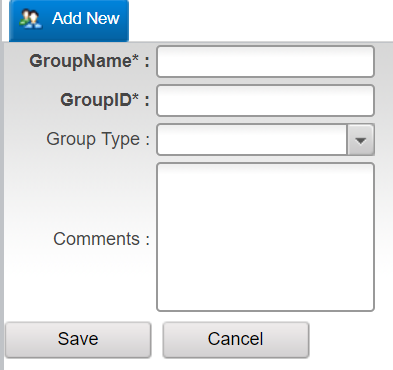 Add New
GroupName* :
GroupID* :
Group Type :
Comments :
Save Cancel